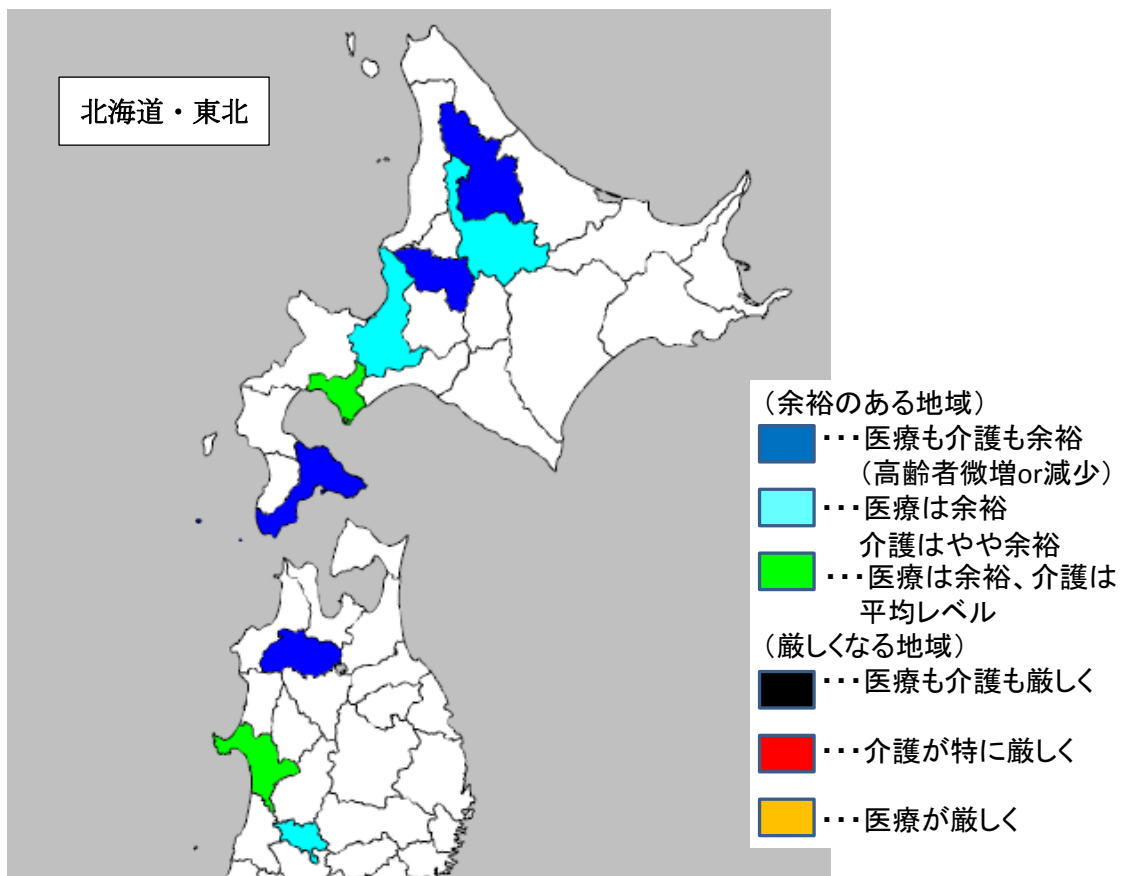 北海道・東北
（余裕のある地域）
・・・医療も介護も余裕
（高齢者微増or減少）
・・・医療は余裕
介護はやや余裕
・・・医療は余裕、介護は
平均レベル
（厳しくなる地域）
・・・医療も介護も厳しく
・・・介護が特に厳しく
・・・医療が厳しく